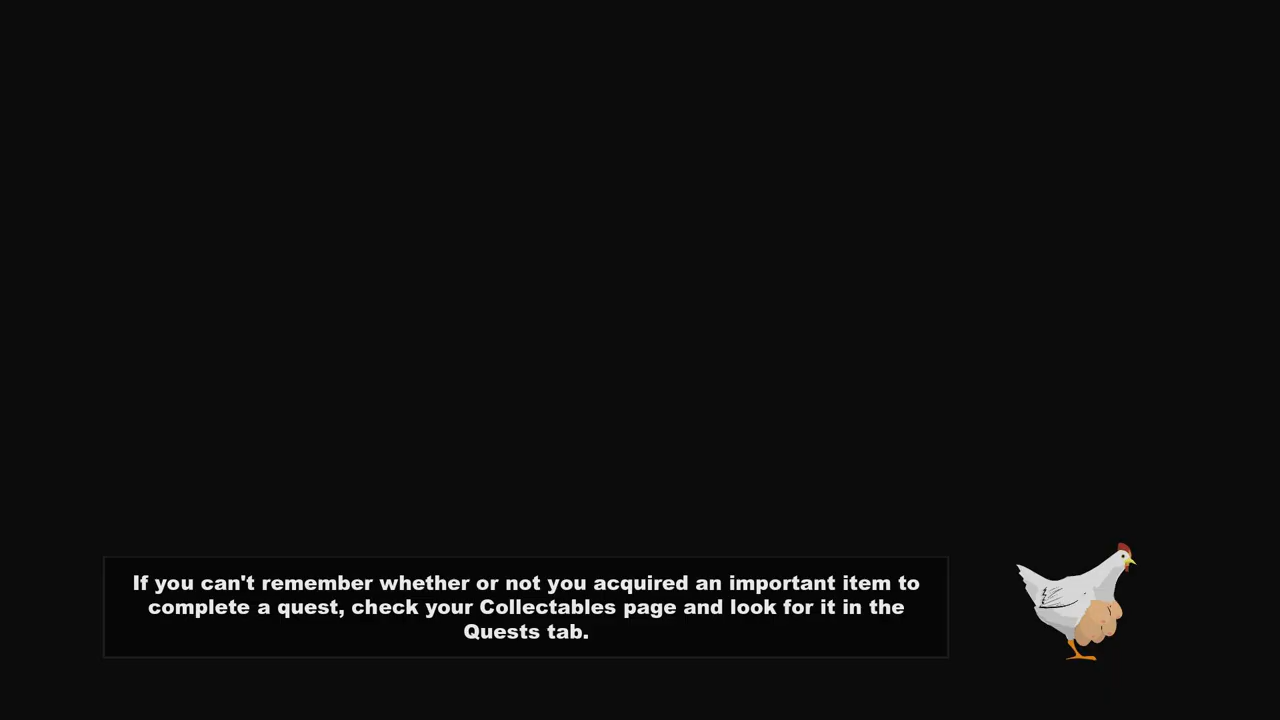 If you can't remember whether or not you acquired an important item to
complete a quest, check your Collectables page and look for it in the
Quests tab.